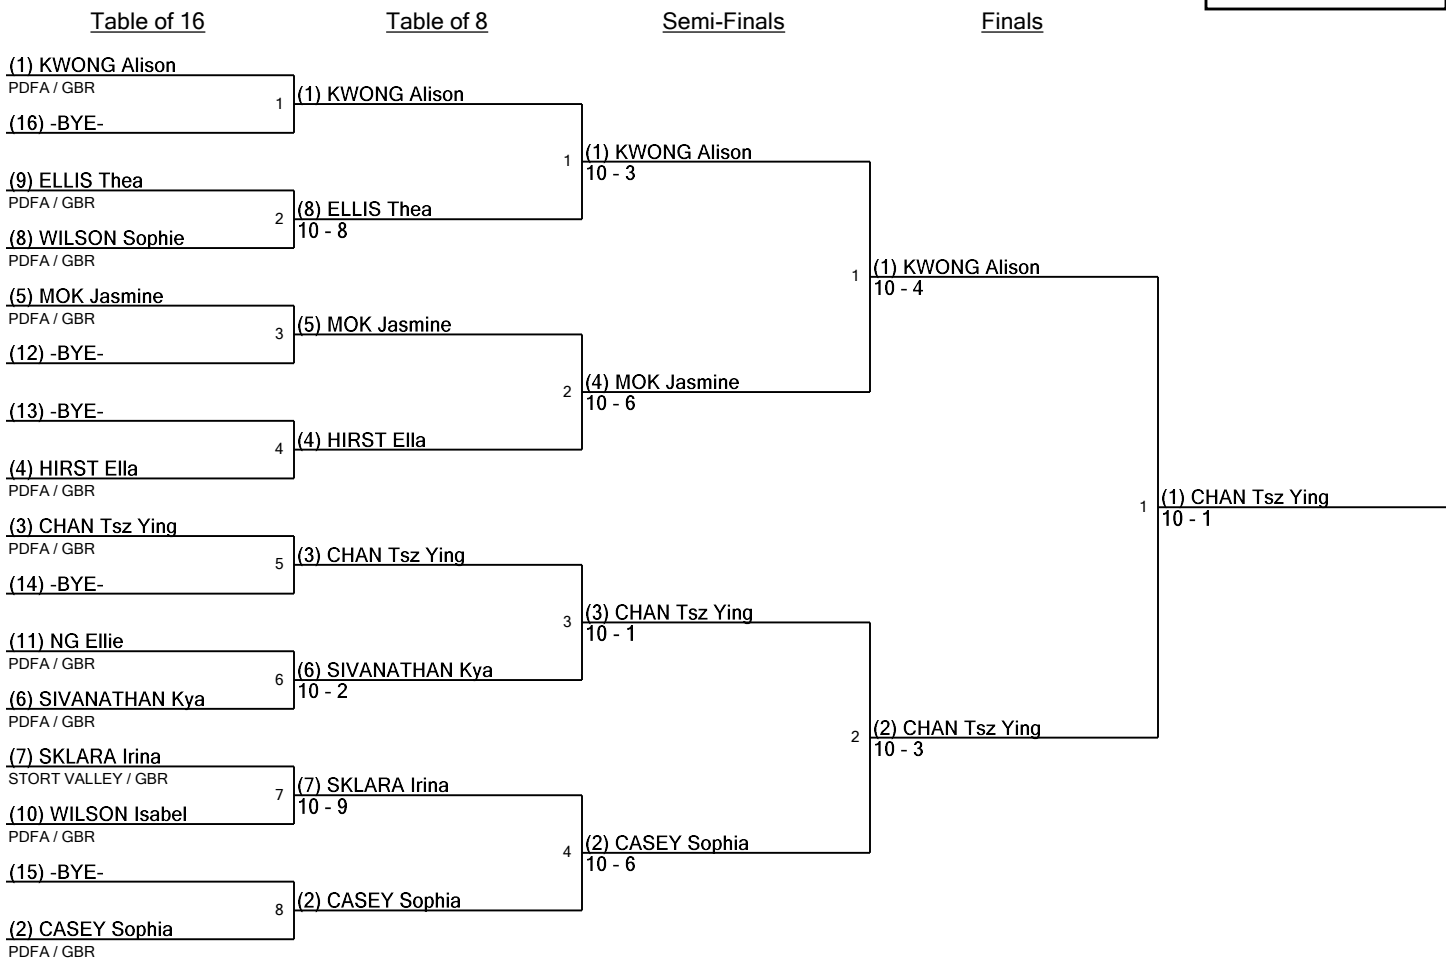 Table of 16
Table of 8
Semi-Finals
Finals
(1) KWONG Alison
PDFA / GBR
1
(16) -BYE-
(9) ELLIS Thea
PDFA / GBR
2
(8) WILSON Sophie
PDFA / GBR
(5) MOK Jasmine
PDFA / GBR
3
(12) -BYE-
(13) -BYE-
4
(4) HIRST Ella
PDFA / GBR
(3) CHAN Tsz Ying
PDFA / GBR
5
(14) -BYE-
(11) NG Ellie
PDFA / GBR
6
(6) SIVANATHAN Kya
PDFA / GBR
(7) SKLARA Irina
STORT VALLEY / GBR
7
(10) WILSON Isabel
PDFA / GBR
(15) -BYE-
8
(2) CASEY Sophia
PDFA / GBR
(1) KWONG Alison
1
(8) ELLIS Thea
10 - 8
(5) MOK Jasmine
2
(4) HIRST Ella
(3) CHAN Tsz Ying
3
(6) SIVANATHAN Kya
10 - 2
(7) SKLARA Irina
10 - 9
4
(2) CASEY Sophia
(1) KWONG Alison
10 - 3
1
(4) MOK Jasmine
10 - 6
(3) CHAN Tsz Ying
10 - 1
2
(2) CASEY Sophia
10 - 6
(1) KWONG Alison
10 - 4
1
(2) CHAN Tsz Ying
10 - 3
(1) CHAN Tsz Ying
10 - 1